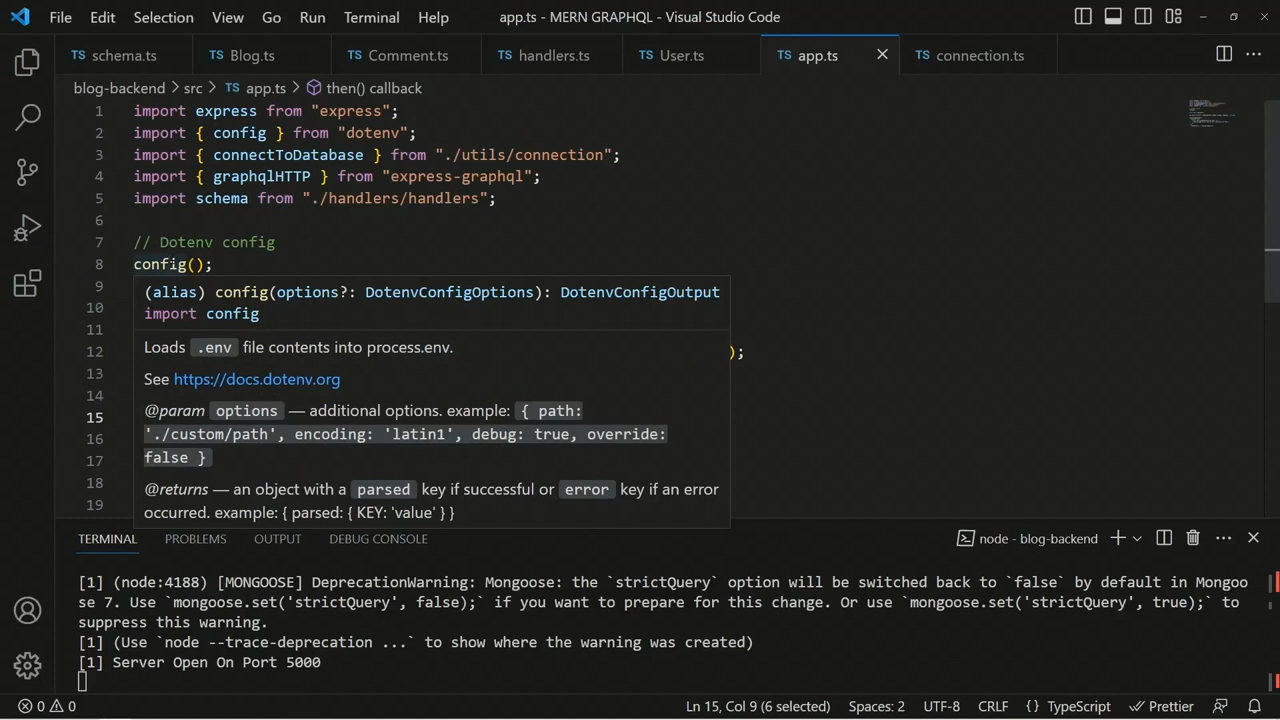 File Edit Selection View Go Run Terminal Help app.ts - MERN GRAPHQL - Visual Studio Code
TS schema.ts TS Blog.ts TS Comment.ts TS handlers.ts TS User.ts TS app.ts TS connection.ts
blog-backend > src > TS app.ts > then() callback
1 import express from "express";
2 import { config } from "dotenv";
3 import { connectToDatabase } from "./utils/connection";
4 import { graphqlHTTP } from "express-graphql";
5 import schema from "./handlers/handlers";
6
7 // Dotenv config
8 config();
9
(alias) config(options?: DotenvConfigOptions): DotenvConfigOutput
10 import config
11
Loads .env file contents into process.env.
12 );
13
See https://docs.dotenv.org
14
@param options — additional options. example: { path:
15
'./custom/path', encoding: 'latin1', debug: true, override:
16
false }
17
18
@returns — an object with a parsed key if successful or error key if an error
19
occurred. example: { parsed: { KEY: 'value' } }
TERMINAL PROBLEMS OUTPUT DEBUG CONSOLE node - blog-backend
[1] (node:4188) [MONGOOSE] DeprecationWarning: Mongoose: the `strictQuery` option will be switched back to `false` by default in Mongoo
se 7. Use `mongoose.set('strictQuery', false);` if you want to prepare for this change. Or use `mongoose.set('strictQuery', true);` to
suppress this warning.
[1] (Use `node --trace-deprecation ...` to show where the warning was created)
[1] Server Open On Port 5000
0 0 Ln 15, Col 9 (6 selected) Spaces: 2 UTF-8 CRLF { } TypeScript Prettier